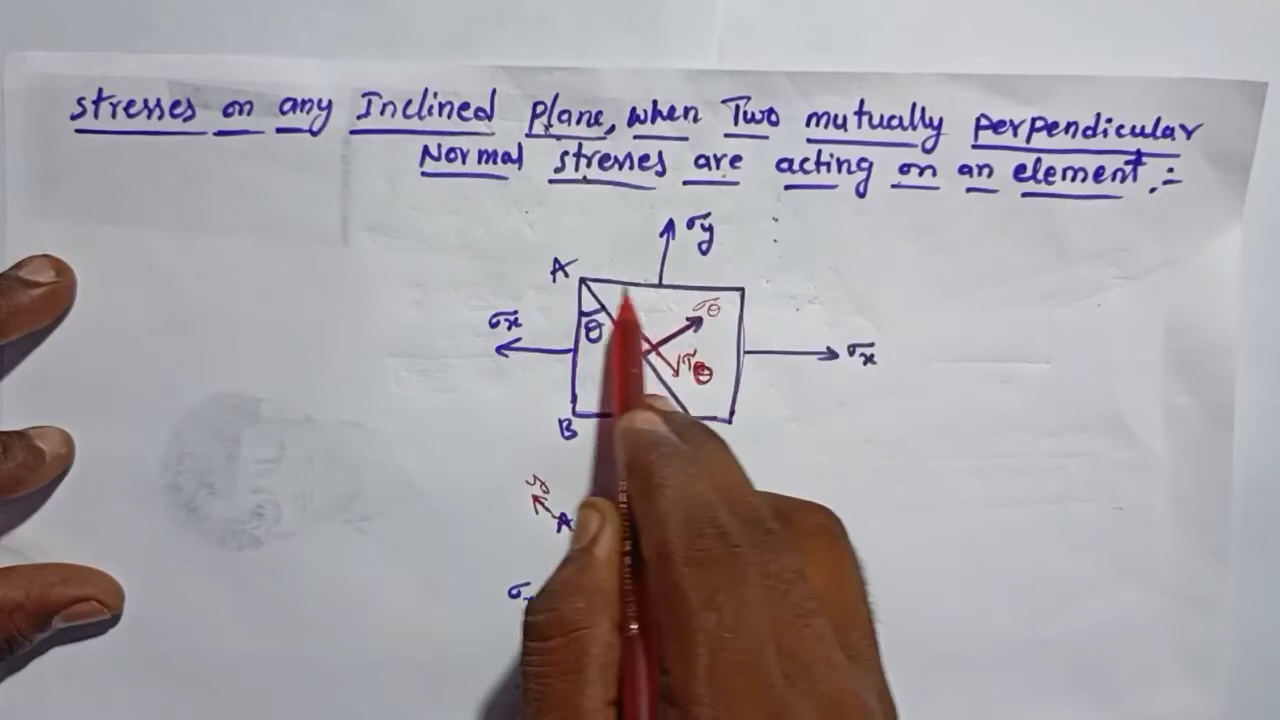 stresses on any Inclined plane, when Two mutually perpendicular
Normal stresses are acting on an element :-
σy
A
σθ
σx
θ
σx
τθ
B
y
A